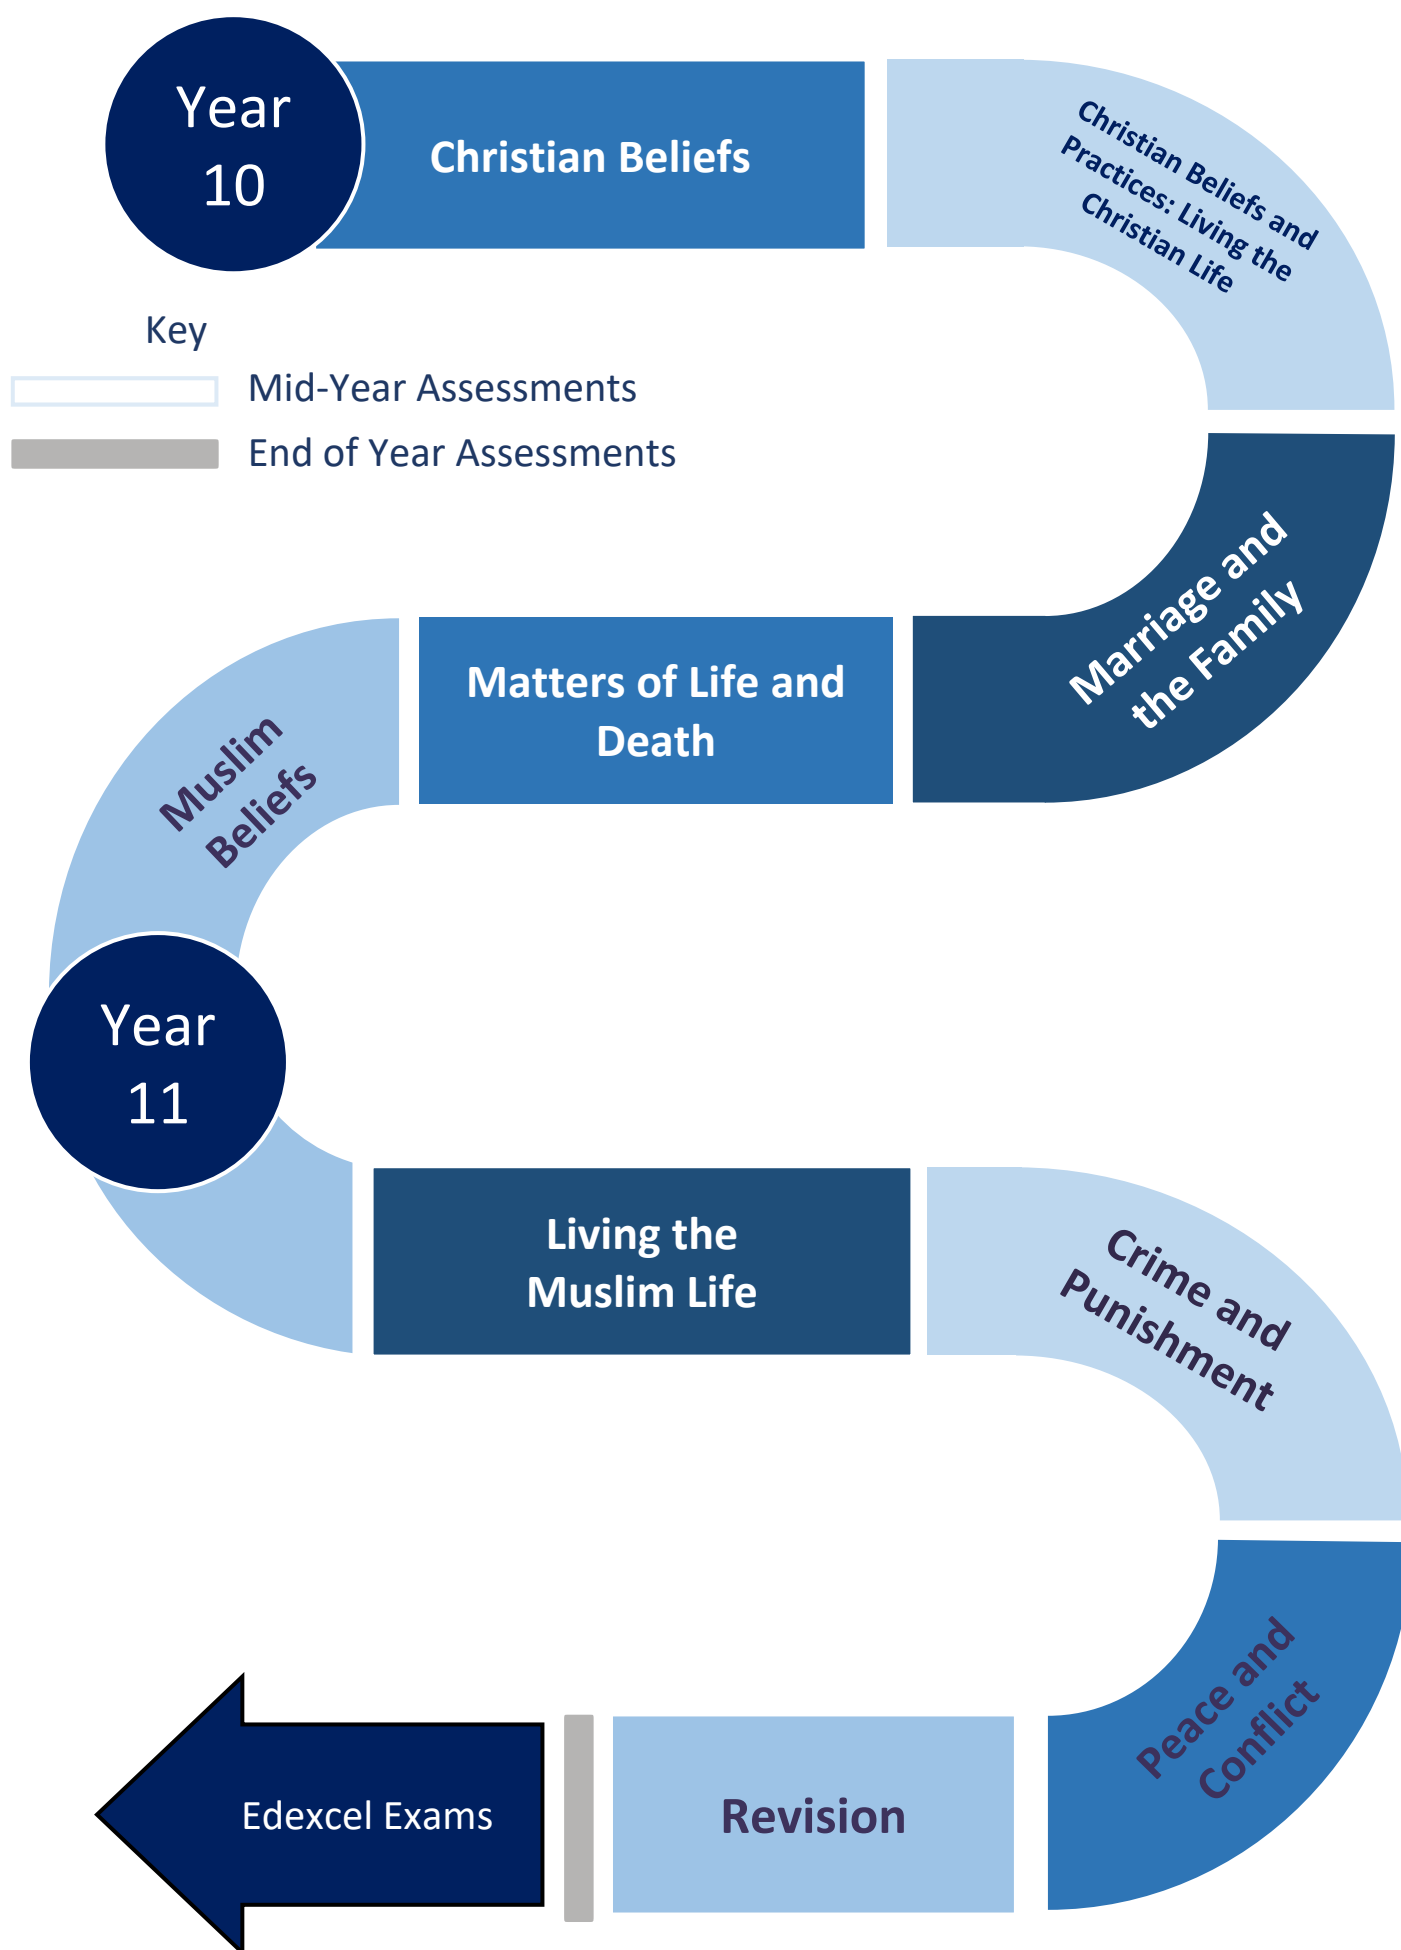 Year
10
Christian Beliefs
Christian Beliefs and
Practices: Living the
Christian Life
Key
Mid-Year Assessments
End of Year Assessments
Marriage and
the Family
Matters of Life and
Death
Muslim
Beliefs
Year
11
Living the
Muslim Life
Crime and
Punishment
Peace and
Conflict
Revision
Edexcel Exams